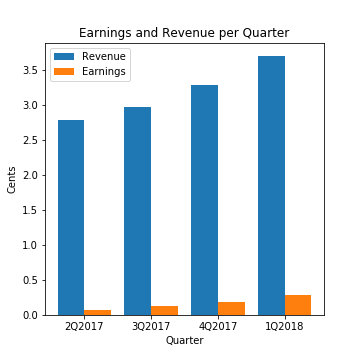 Earnings and Revenue per Quarter
Revenue
Earnings
Cents
3.5
3.0
2.5
2.0
1.5
1.0
0.5
0.0
2Q2017 3Q2017 4Q2017 1Q2018
Quarter